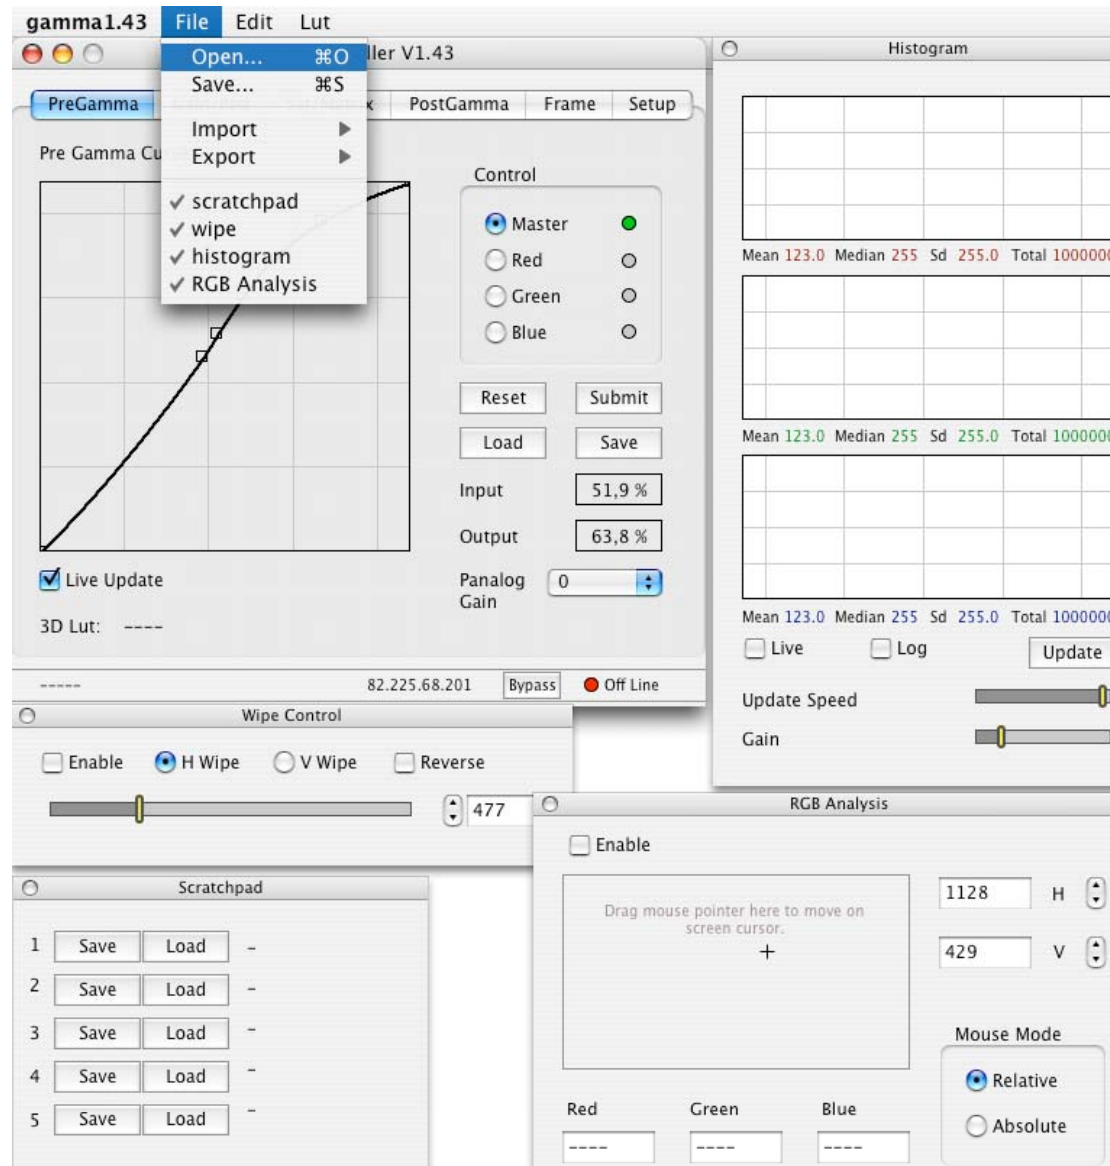 gamma1.43 File Edit Lut
Open... ⌘O
Save... ⌘S
Import
Export
✓ scratchpad
✓ wipe
✓ histogram
✓ RGB Analysis
ller V1.43
PreGamma PostGamma Frame Setup
Pre Gamma Cu
Control
Master
Red
Green
Blue
Reset Submit
Load Save
Input 51,9 %
Output 63,8 %
Panalog Gain 0
Live Update
3D Lut: ----
----- 82.225.68.201 Bypass Off Line
Histogram
Mean 123.0 Median 255 Sd 255.0 Total 1000000
Mean 123.0 Median 255 Sd 255.0 Total 1000000
Mean 123.0 Median 255 Sd 255.0 Total 1000000
Live Log Update
Update Speed
Gain
Wipe Control
Enable H Wipe V Wipe Reverse
477
Scratchpad
1 Save Load -
2 Save Load -
3 Save Load -
4 Save Load -
5 Save Load -
RGB Analysis
Enable
Drag mouse pointer here to move on
screen cursor.
1128 H
429 V
Mouse Mode
Relative
Absolute
Red Green Blue
---- ---- ----